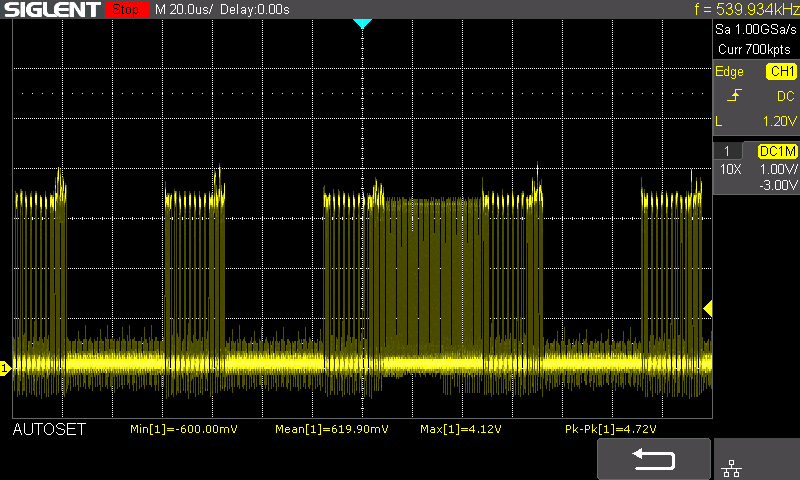 SIGLENT Stop M 20.0us/ Delay:0.00s f = 539.934kHz
Sa 1.00GSa/s
Curr 700kpts
Edge CH1
DC
L 1.20V
1 DC1M
10X 1.00V/
-3.00V
1
AUTOSET Min[1]=-600.00mV Mean[1]=619.90mV Max[1]=4.12V Pk-Pk[1]=4.72V